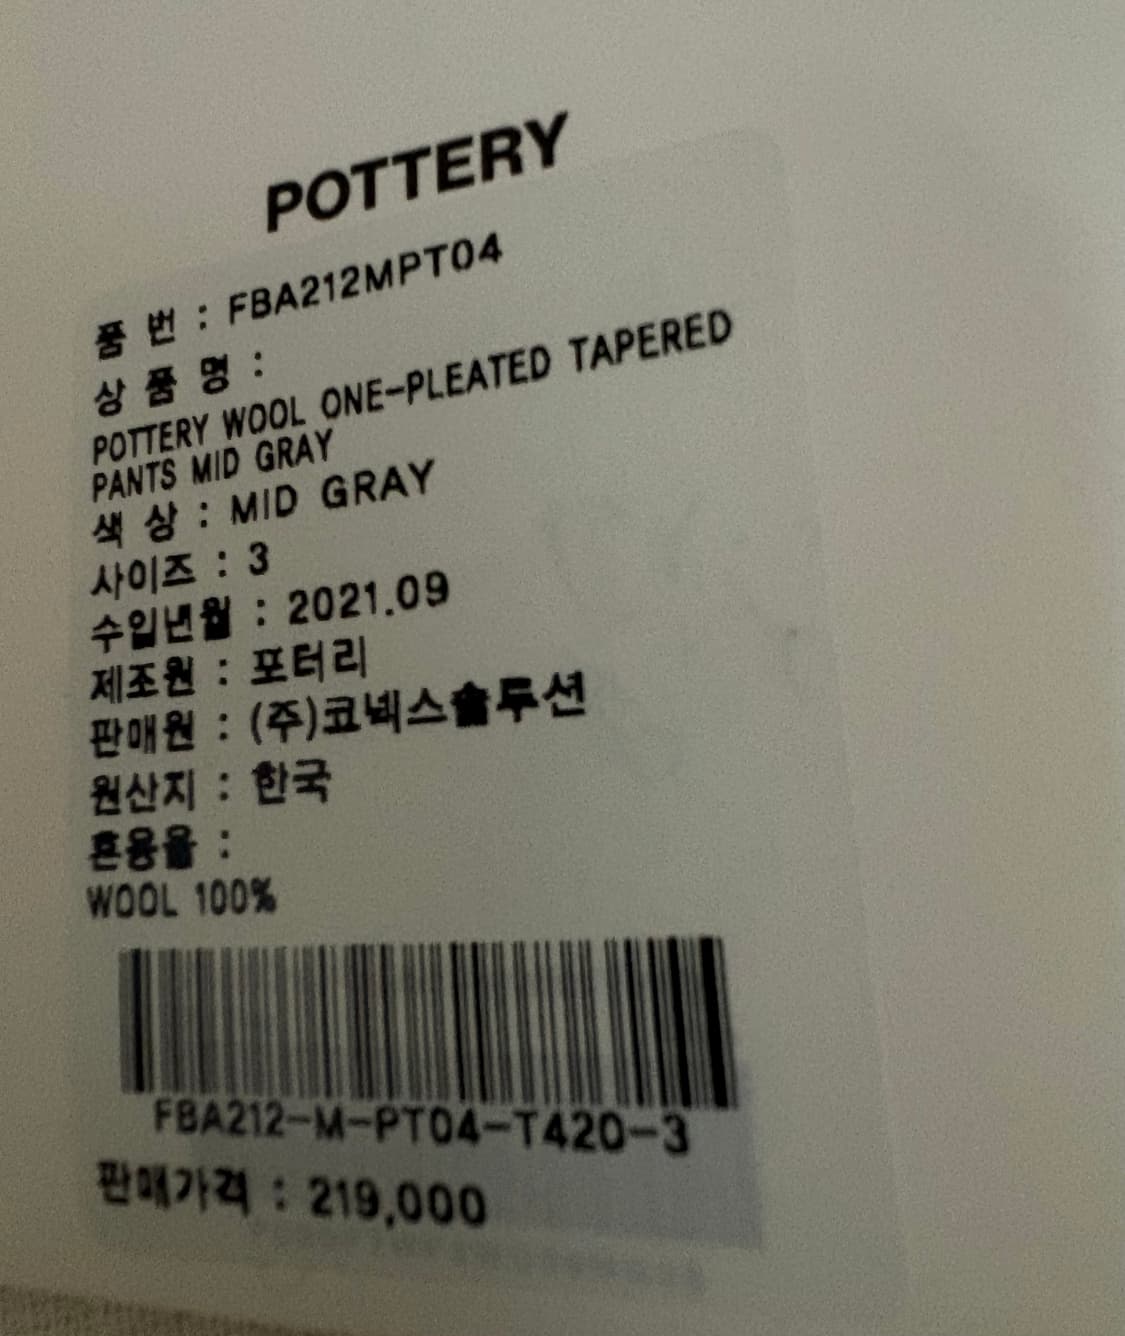 POTTERY
품 번 : FBA212MPT04
상 품 명 :
POTTERY WOOL ONE-PLEATED TAPERED
PANTS MID GRAY
색 상 : MID GRAY
사이즈 : 3
수입년월 : 2021.09
제조원 : 포터리
판매원 : (주)코넥스솔루션
원산지 : 한국
혼용율 :
WOOL 100%
FBA212-M-PT04-T420-3
판매가격 : 219,000